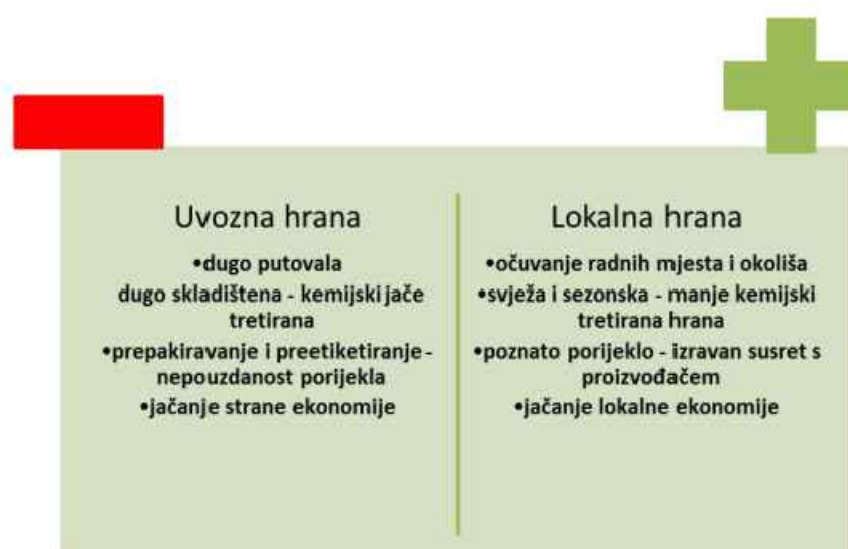 Uvozna hrana
•dugo putovala
dugo skladištena - kemijski jače
tretirana
•prepakiravanje i preetiketiranje -
nepouzdanost porijekla
•jačanje strane ekonomije
Lokalna hrana
•očuvanje radnih mjesta i okoliša
•svježa i sezonska - manje kemijski
tretirana hrana
•poznato porijeklo - izravan susret s
proizvođačem
•jačanje lokalne ekonomije